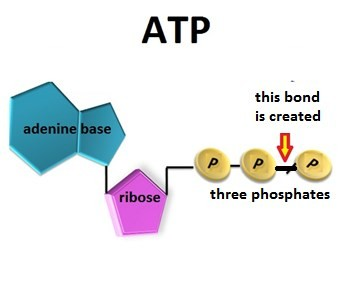 ATP
this bond
is created
adenine base
P P P
ribose
three phosphates